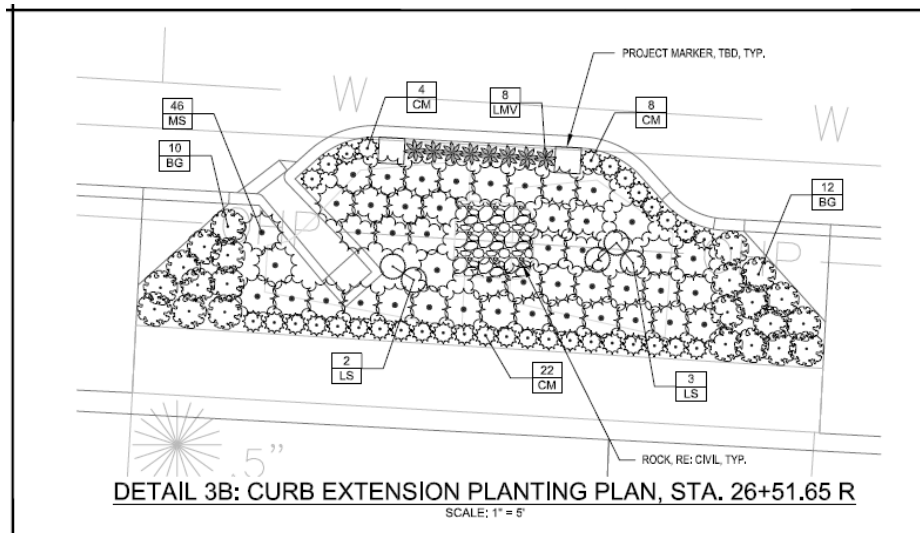 PROJECT MARKER, TBD, TYP.
W
W
4
CM
8
LMV
8
CM
46
MS
10
BG
12
BG
2
LS
22
CM
3
LS
.5"
ROCK, RE: CIVIL, TYP.
DETAIL 3B: CURB EXTENSION PLANTING PLAN, STA. 26+51.65 R
SCALE: 1" = 5'